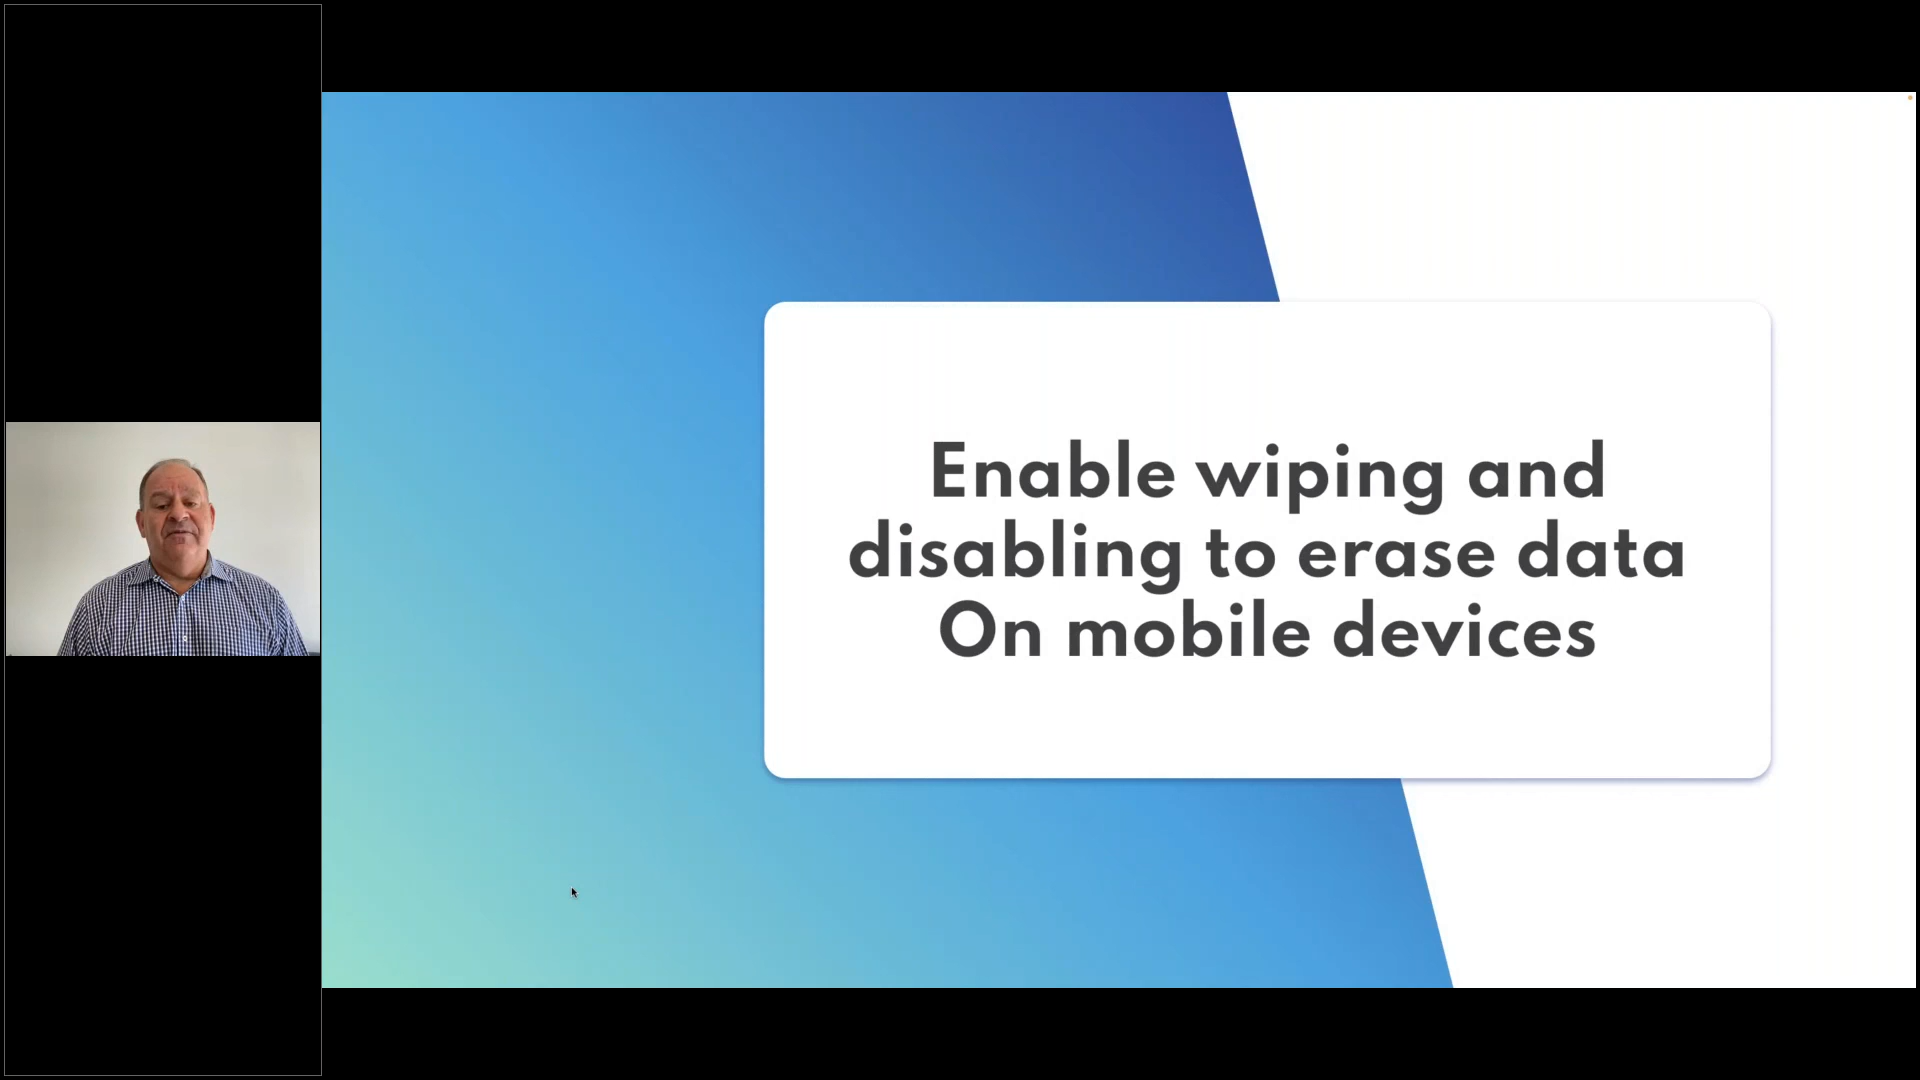 Enable wiping and
disabling to erase data
On mobile devices